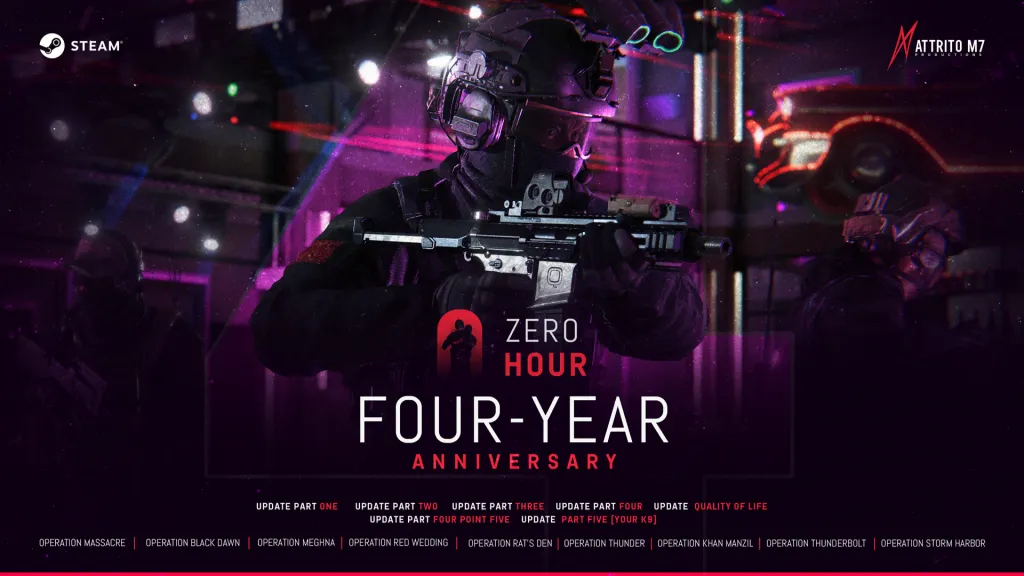 STEAM®
ATTRITO M7
PRODUCTIONS
ZERO
HOUR
FOUR-YEAR
ANNIVERSARY
UPDATE PART ONE UPDATE PART TWO UPDATE PART THREE UPDATE PART FOUR UPDATE QUALITY OF LIFE
UPDATE PART FOUR POINT FIVE UPDATE PART FIVE [YOUR K9]
OPERATION MASSACRE | OPERATION BLACK DAWN | OPERATION MEGHNA | OPERATION RED WEDDING | OPERATION RAT'S DEN | OPERATION THUNDER | OPERATION KHAN MANZIL | OPERATION THUNDERBOLT | OPERATION STORM HARBOR